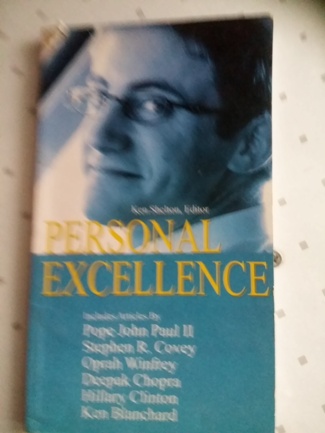 Ken Shelton, Editor
PERSONAL
EXCELLENCE
Includes Articles By
Pope John Paul II
Stephen R. Covey
Oprah Winfrey
Deepak Chopra
Hillary Clinton
Ken Blanchard